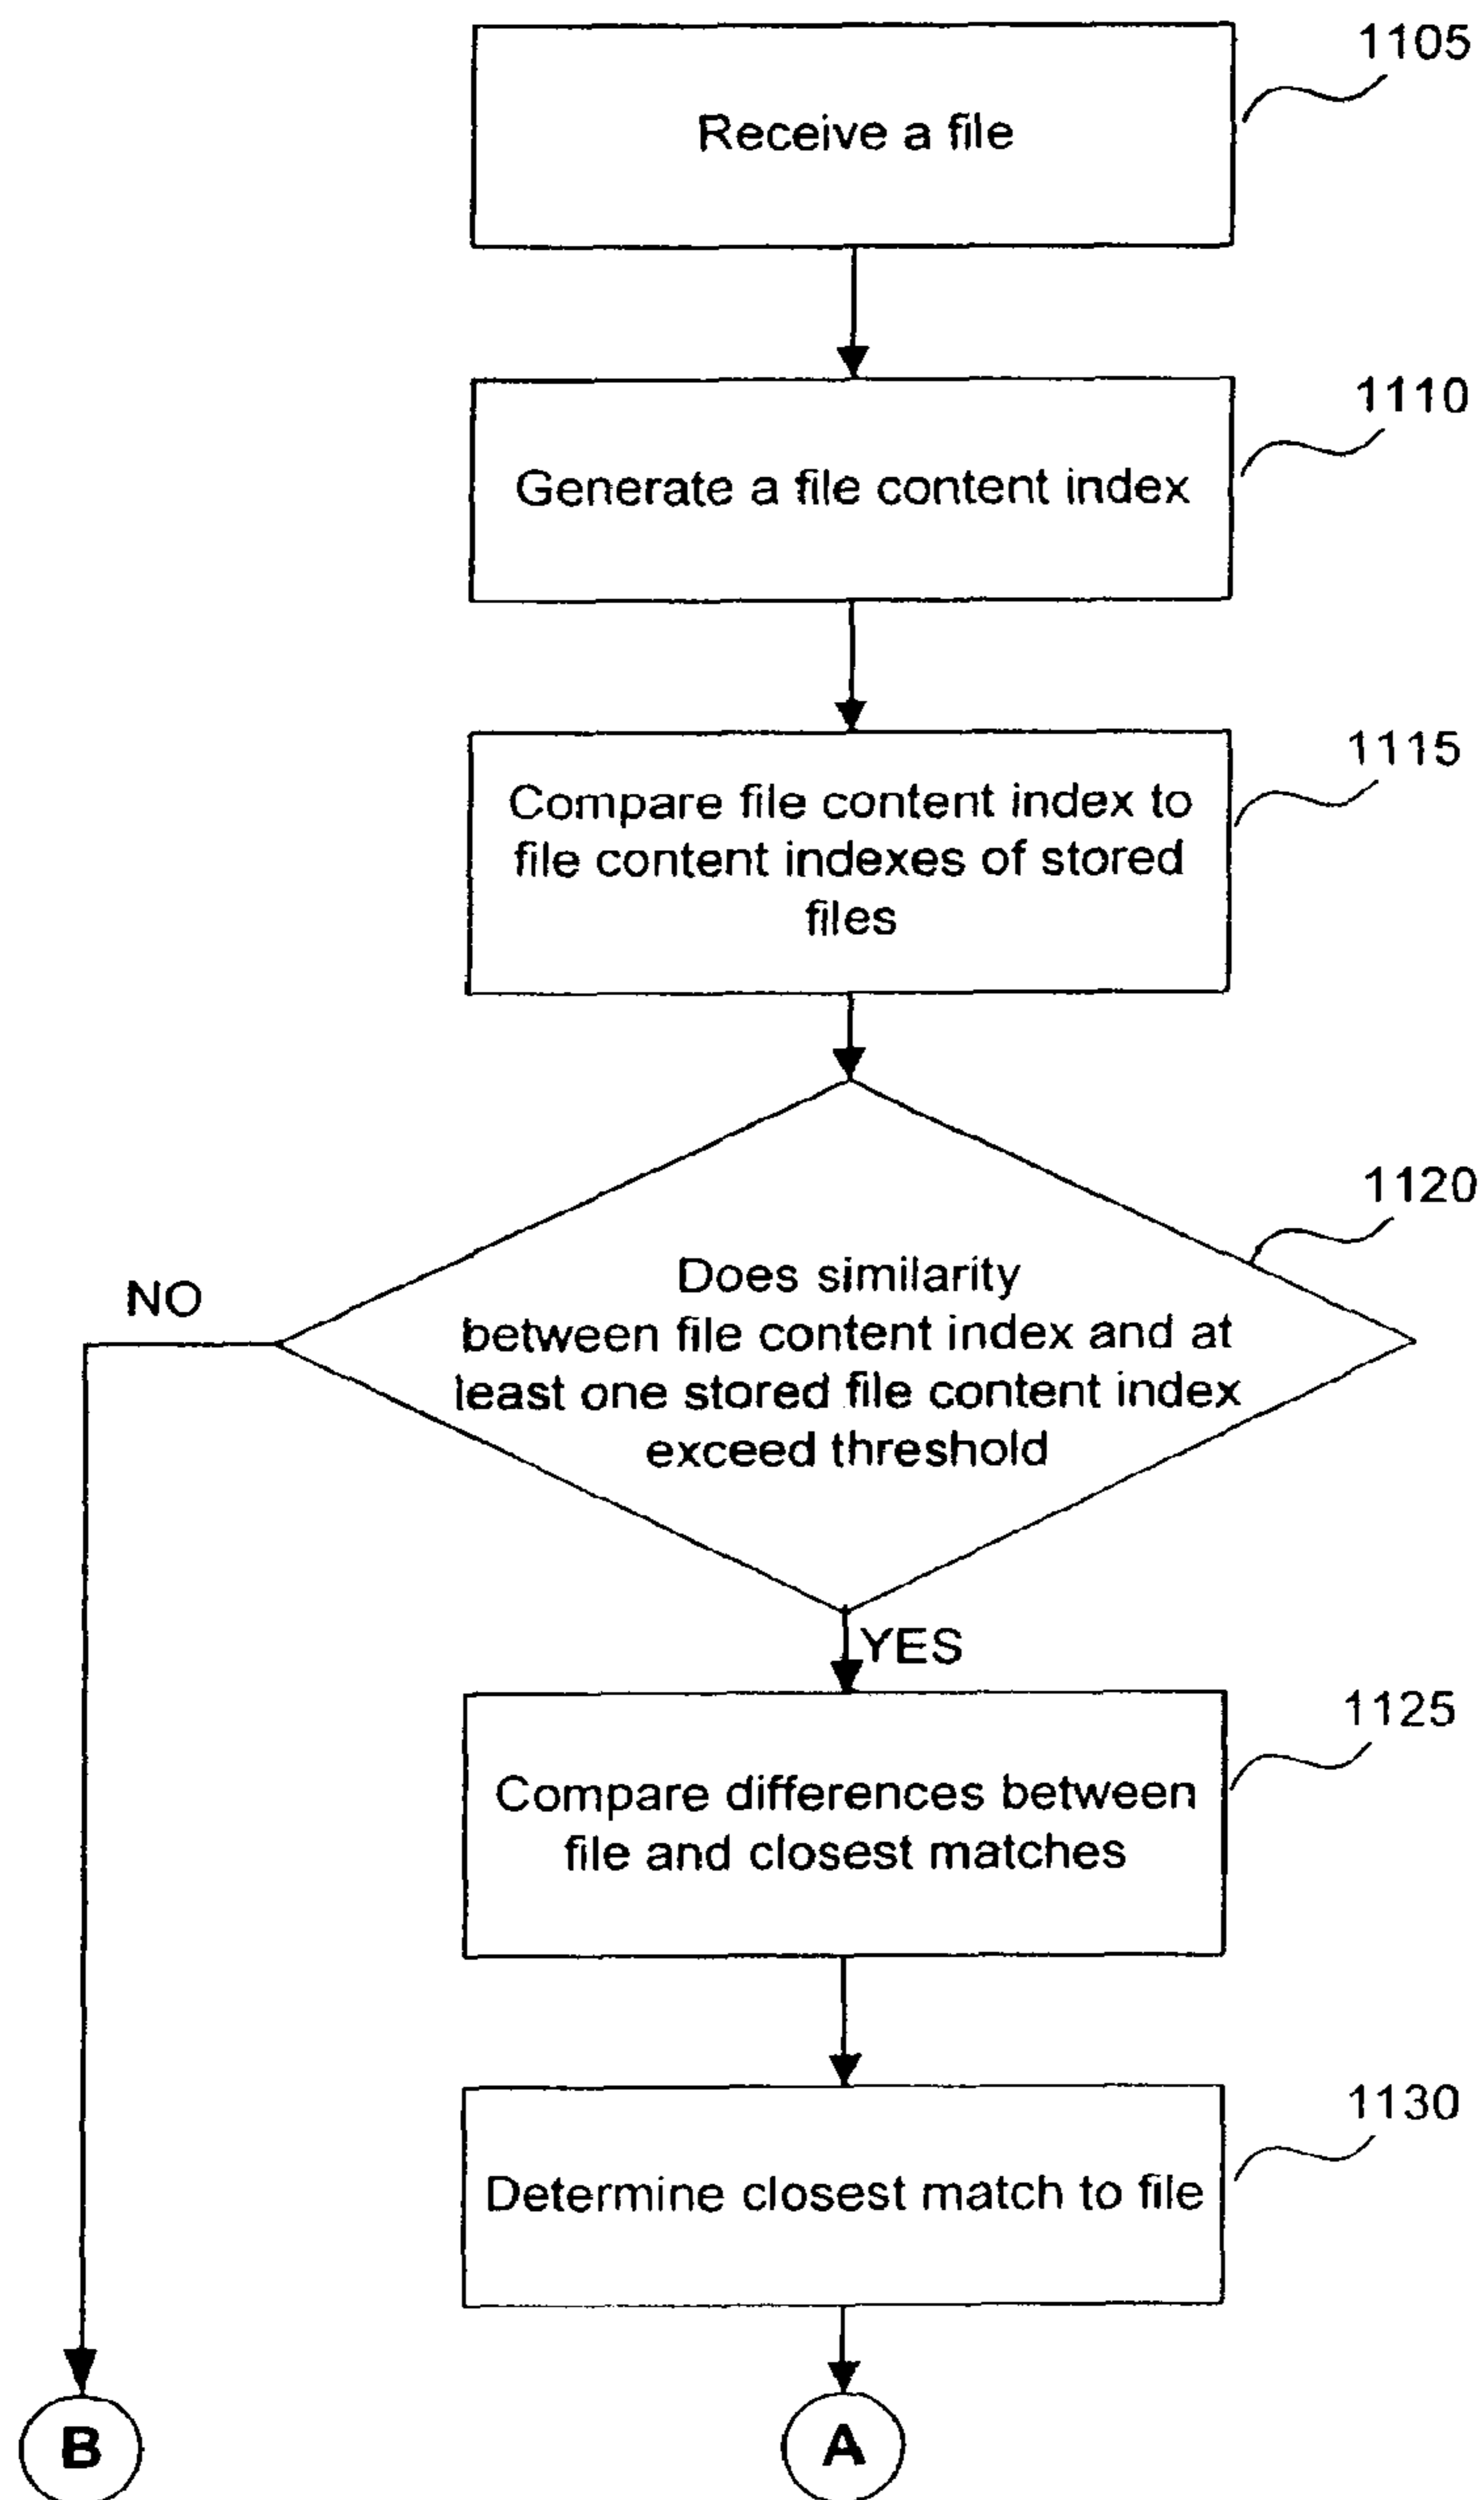 1105
Receive a file
1110
Generate a file content index
1115
Compare file content index to
file content indexes of stored
files
1120
Does similarity
between file content index and at
least one stored file content index
exceed threshold
NO
YES
1125
Compare differences between
file and closest matches
1130
Determine closest match to file
B
A